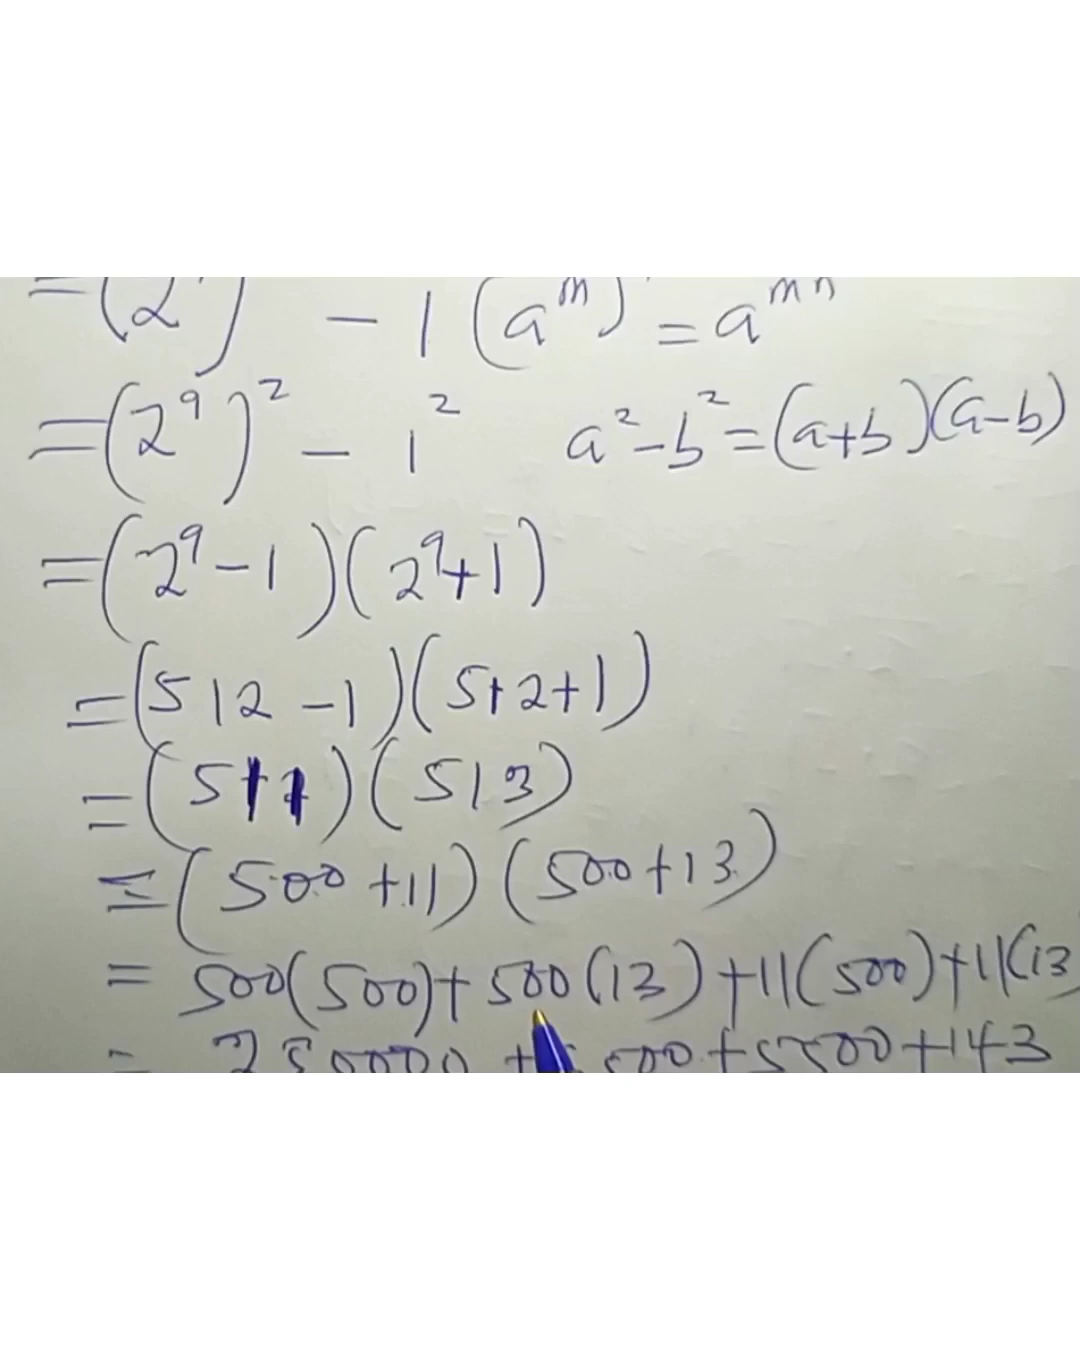 =(2 ) - 1 (a^m) = a^mn
=(2^9)^2 - 1^2 a^2-b^2=(a+b)(a-b)
=(2^9-1)(2^9+1)
=(512-1)(512+1)
=(511)(513)
=(500+11)(500+13)
= 500(500)+500(13)+11(500)+11(13
= 250000 + 500+5500+143